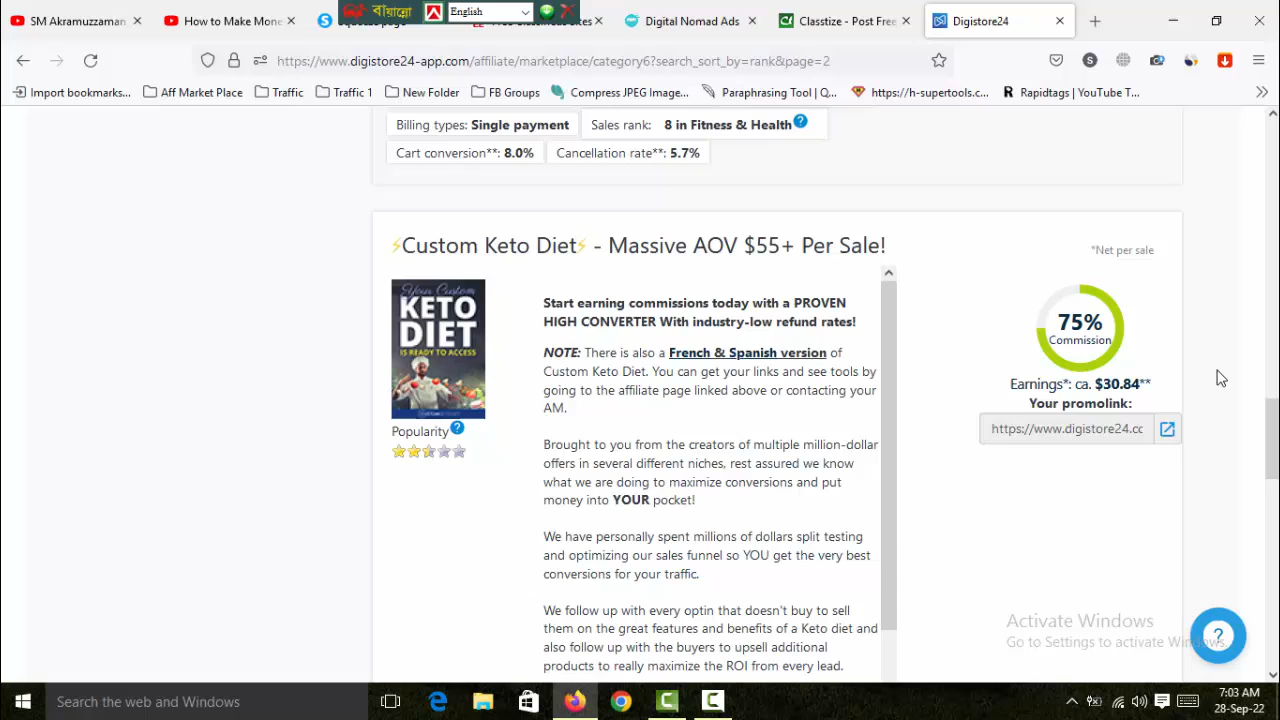 SM Akramuzzaman
How to Make Mone
বায়ান্নো
English
Digital Nomad Ads
Classtize - Post Free
Digistore24
https://www.digistore24-app.com/affiliate/marketplace/category6?search_sort_by=rank&page=2
Import bookmarks...
Aff Market Place
Traffic
Traffic 1
New Folder
FB Groups
Compress JPEG Image...
Paraphrasing Tool | Q...
https://h-supertools.c...
Rapidtags | YouTube T...
Billing types: Single payment
Sales rank: 8 in Fitness & Health
Cart conversion**: 8.0%
Cancellation rate**: 5.7%
⚡Custom Keto Diet⚡ - Massive AOV $55+ Per Sale!
*Net per sale
Your Custom
KETO
DIET
IS READY TO ACCESS
Popularity
Start earning commissions today with a PROVEN
HIGH CONVERTER With industry-low refund rates!
NOTE: There is also a French & Spanish version of
Custom Keto Diet. You can get your links and see tools by
going to the affiliate page linked above or contacting your
AM.
Brought to you from the creators of multiple million-dollar
offers in several different niches, rest assured we know
what we are doing to maximize conversions and put
money into YOUR pocket!
We have personally spent millions of dollars split testing
and optimizing our sales funnel so YOU get the very best
conversions for your traffic.
We follow up with every optin that doesn't buy to sell
them on the great features and benefits of a Keto diet and
also follow up with the buyers to upsell additional
products to really maximize the ROI from every lead.
75%
Commission
Earnings*: ca. $30.84**
Your promolink:
https://www.digistore24.cc
Activate Windows
Go to Settings to activate Windows.
Search the web and Windows
7:03 AM
28-Sep-22